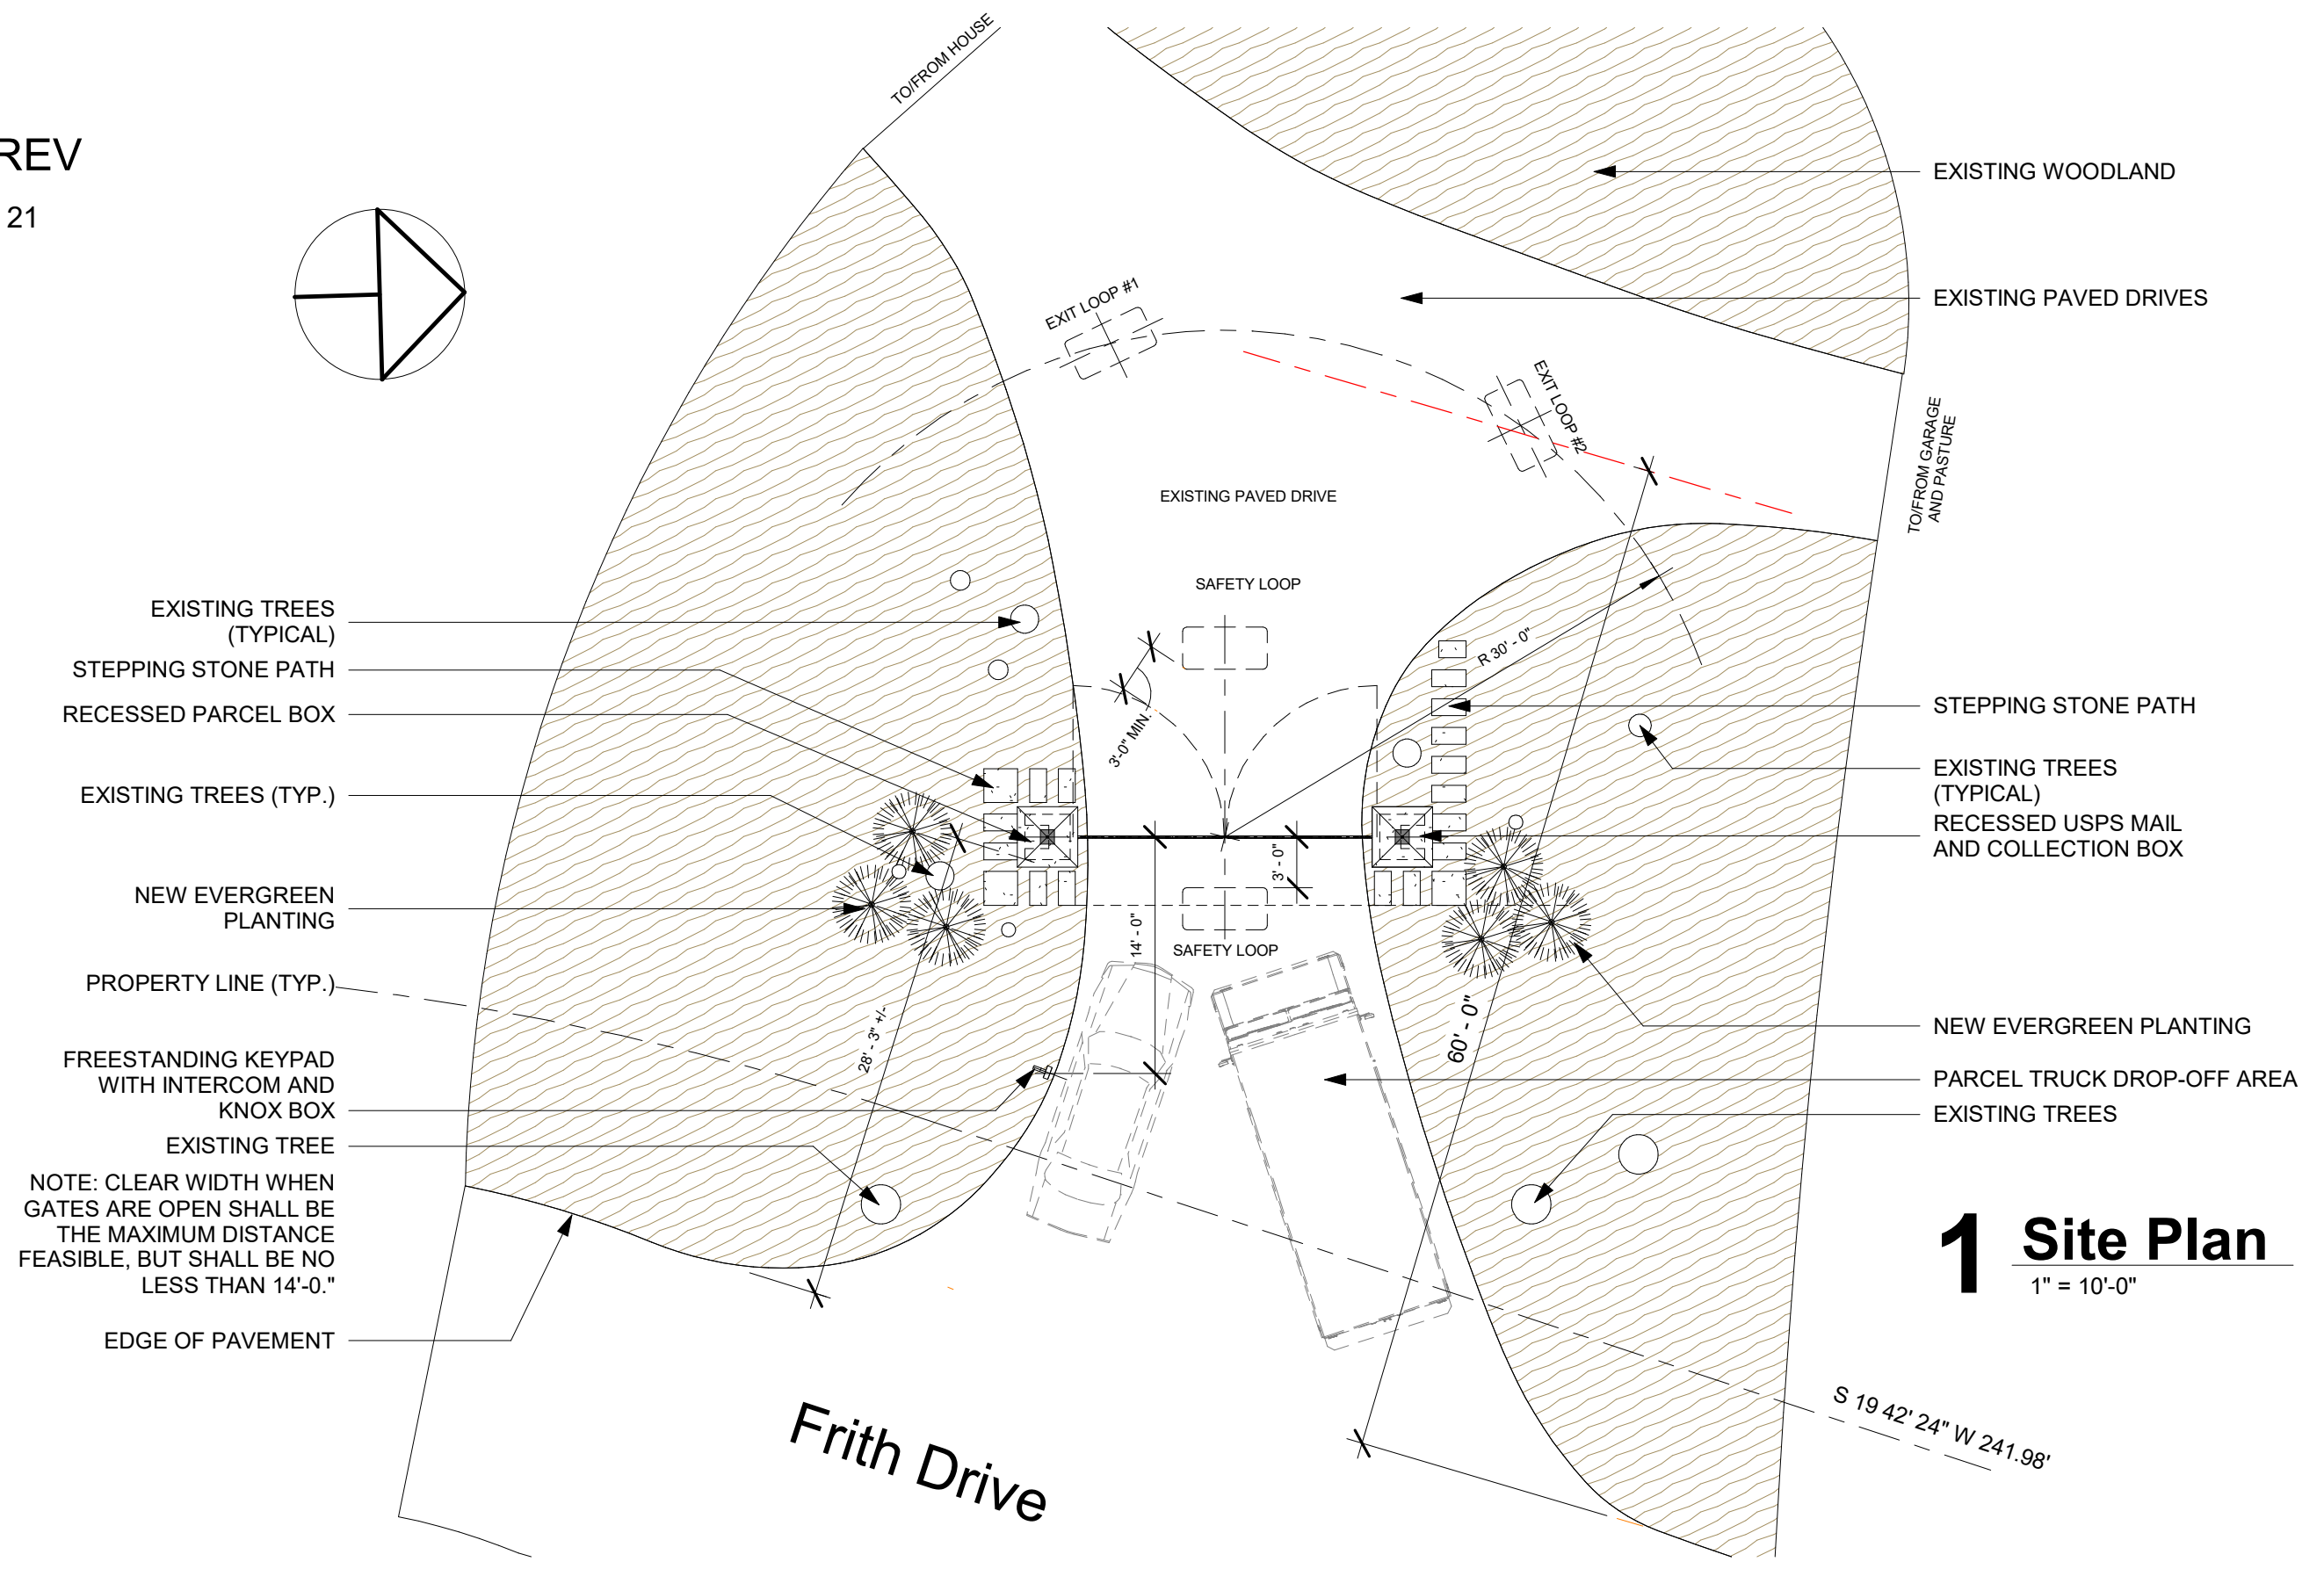 REV
21
TO/FROM HOUSE
EXISTING WOODLAND
EXISTING PAVED DRIVES
EXIT LOOP #1
EXIT LOOP #2
TO/FROM GARAGE
AND PASTURE
EXISTING PAVED DRIVE
SAFETY LOOP
R 30' - 0"
3'-0" MIN.
EXISTING TREES
(TYPICAL)
STEPPING STONE PATH
RECESSED PARCEL BOX
EXISTING TREES (TYP.)
NEW EVERGREEN
PLANTING
PROPERTY LINE (TYP.)
FREESTANDING KEYPAD
WITH INTERCOM AND
KNOX BOX
EXISTING TREE
NOTE: CLEAR WIDTH WHEN
GATES ARE OPEN SHALL BE
THE MAXIMUM DISTANCE
FEASIBLE, BUT SHALL BE NO
LESS THAN 14'-0."
EDGE OF PAVEMENT
3' - 0"
14' - 0"
SAFETY LOOP
28' - 3" +/-
60' - 0"
STEPPING STONE PATH
EXISTING TREES
(TYPICAL)
RECESSED USPS MAIL
AND COLLECTION BOX
NEW EVERGREEN PLANTING
PARCEL TRUCK DROP-OFF AREA
EXISTING TREES
1 Site Plan
1" = 10'-0"
S 19 42' 24" W 241.98'
Frith Drive